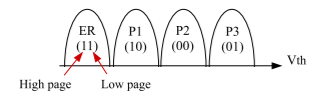 ER P1 P2 P3
(11) (10) (00) (01)
Vth
High page Low page